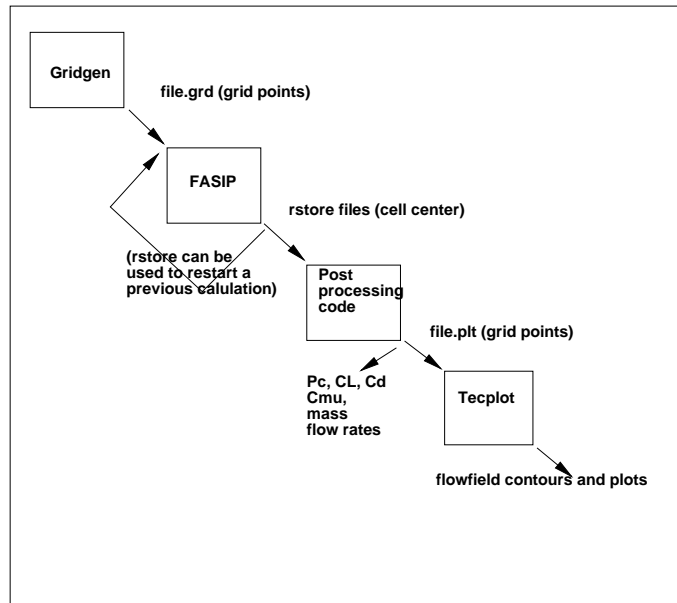 Gridgen
file.grd (grid points)
FASIP
rstore files (cell center)
(rstore can be
used to restart a
previous calulation)
Post
processing
code
file.plt (grid points)
Pc, CL, Cd
Cmu,
mass
flow rates
Tecplot
flowfield contours and plots